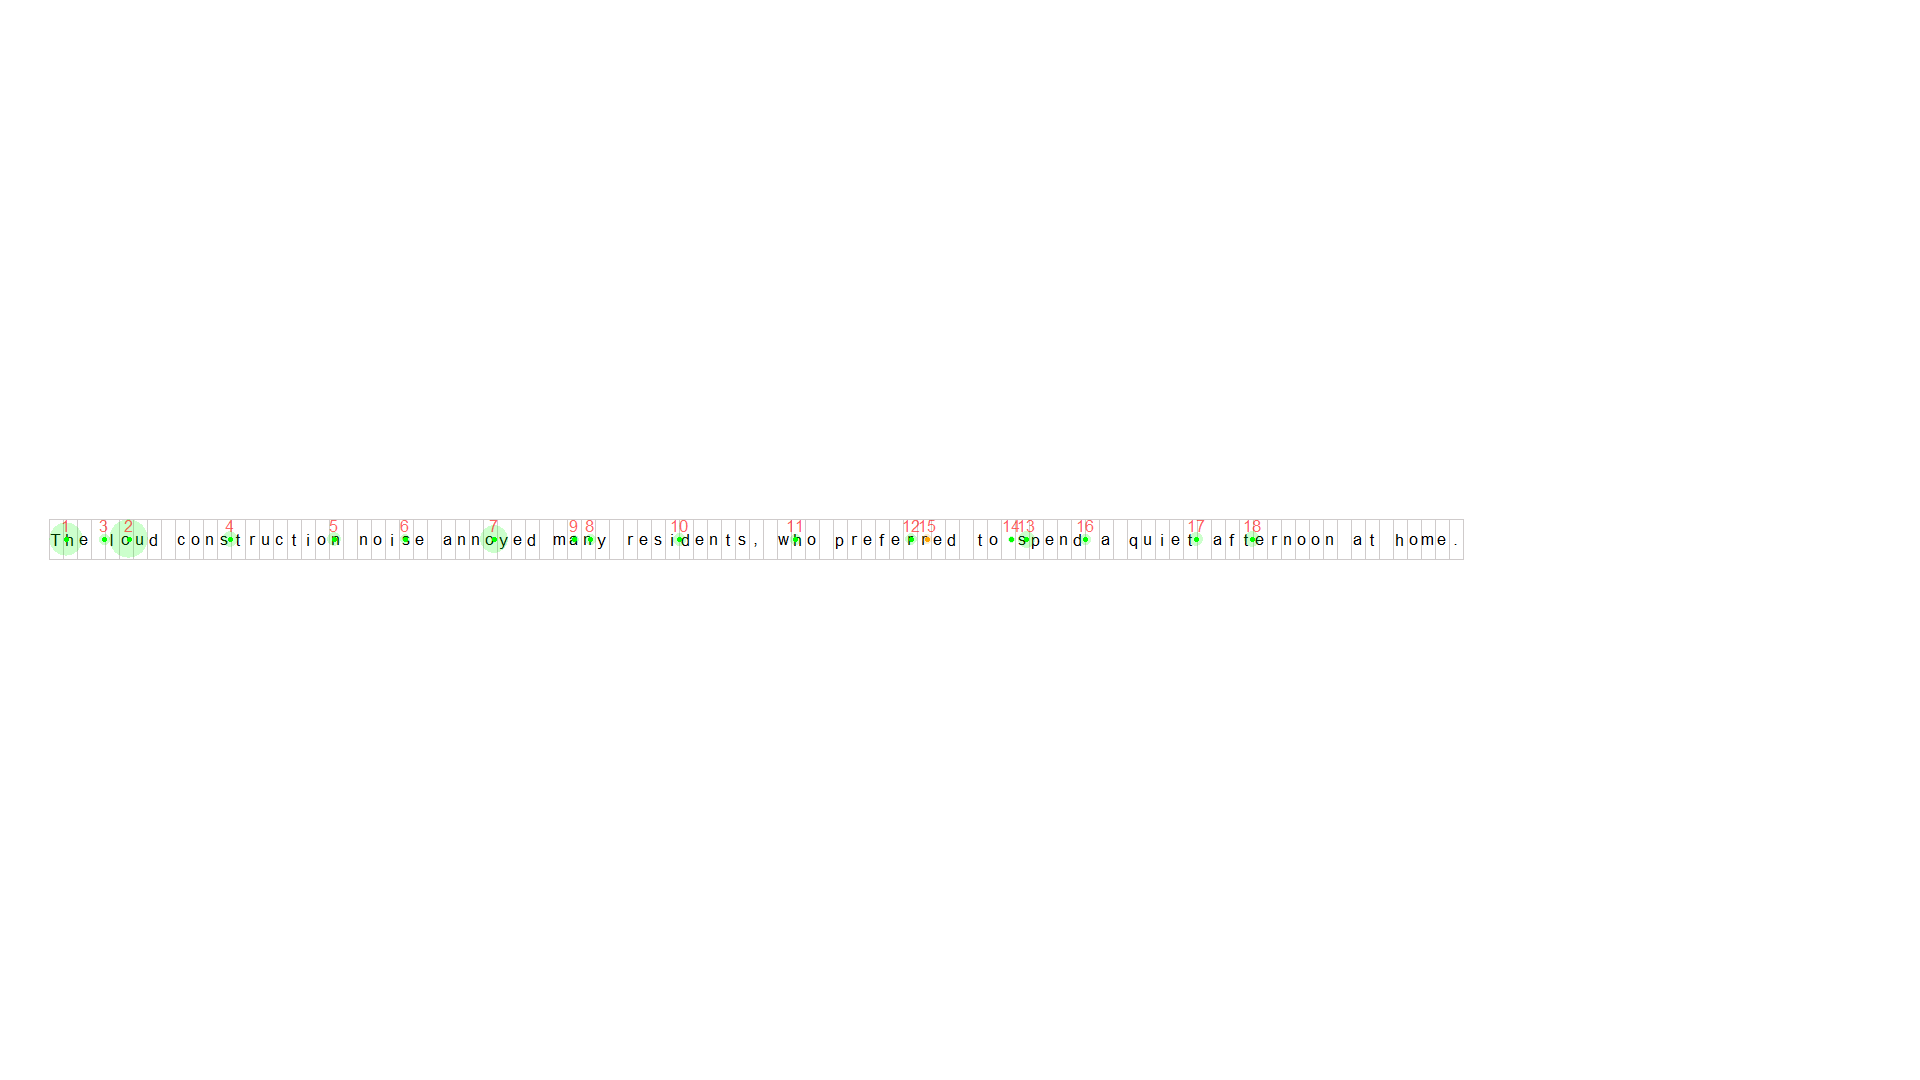 1 3 2 4 5 6 7 9 8 10 11 12 15 14 13 16 17 18
The loud construction noise annoyed many residents, who preferred to spend a quiet afternoon at home.